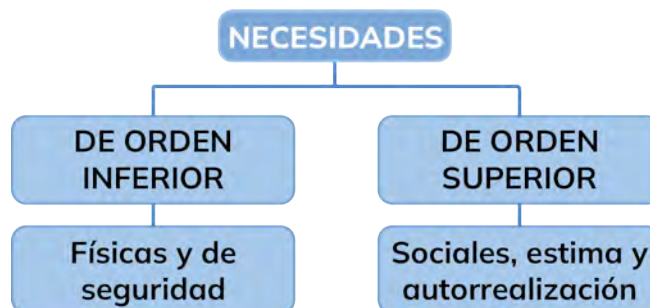 NECESIDADES
DE ORDEN
INFERIOR
Físicas y de
seguridad
DE ORDEN
SUPERIOR
Sociales, estima y
autorrealización